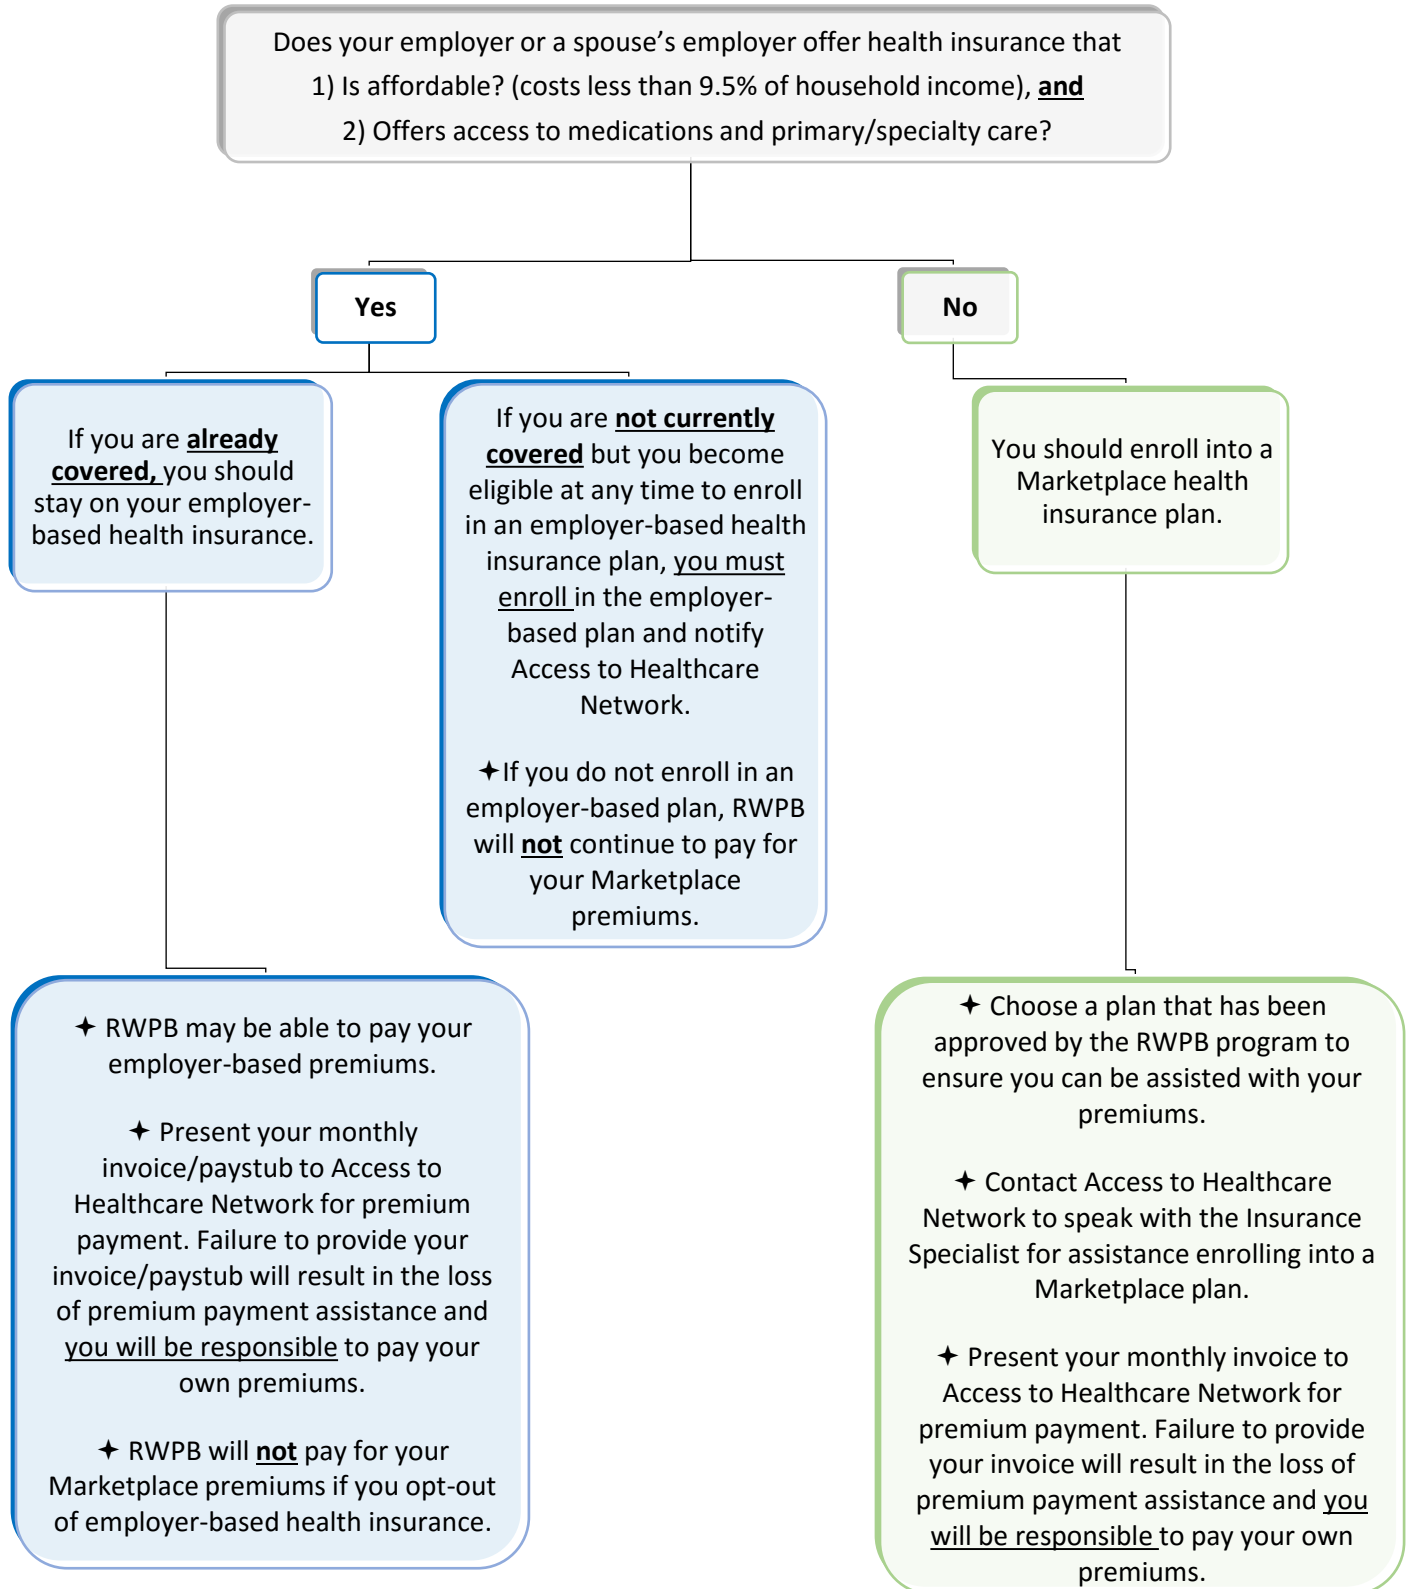 Does your employer or a spouse’s employer offer health insurance that
1) Is affordable? (costs less than 9.5% of household income), and
2) Offers access to medications and primary/specialty care?
Yes
No
If you are already
covered, you should
stay on your employer-
based health insurance.
If you are not currently
covered but you become
eligible at any time to enroll
in an employer-based health
insurance plan, you must
enroll in the employer-
based plan and notify
Access to Healthcare
Network.
✦If you do not enroll in an
employer-based plan, RWPB
will not continue to pay for
your Marketplace
premiums.
You should enroll into a
Marketplace health
insurance plan.
✦ RWPB may be able to pay your
employer-based premiums.
✦ Present your monthly
invoice/paystub to Access to
Healthcare Network for premium
payment. Failure to provide your
invoice/paystub will result in the loss
of premium payment assistance and
you will be responsible to pay your
own premiums.
✦ RWPB will not pay for your
Marketplace premiums if you opt-out
of employer-based health insurance.
✦ Choose a plan that has been
approved by the RWPB program to
ensure you can be assisted with your
premiums.
✦ Contact Access to Healthcare
Network to speak with the Insurance
Specialist for assistance enrolling into a
Marketplace plan.
✦ Present your monthly invoice to
Access to Healthcare Network for
premium payment. Failure to provide
your invoice will result in the loss of
premium payment assistance and you
will be responsible to pay your own
premiums.